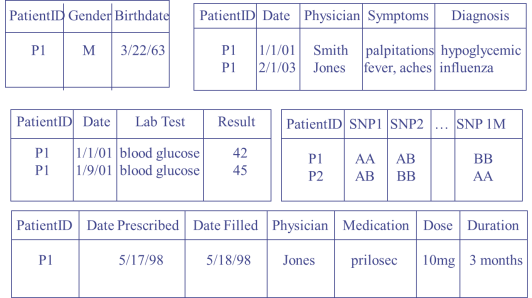 PatientID Gender Birthdate
P1 M 3/22/63
PatientID Date Physician Symptoms Diagnosis
P1 1/1/01 Smith palpitations hypoglycemic
P1 2/1/03 Jones fever, aches influenza
PatientID Date Lab Test Result
P1 1/1/01 blood glucose 42
P1 1/9/01 blood glucose 45
PatientID SNP1 SNP2 … SNP 1M
P1 AA AB BB
P2 AB BB AA
PatientID Date Prescribed Date Filled Physician Medication Dose Duration
P1 5/17/98 5/18/98 Jones prilosec 10mg 3 months